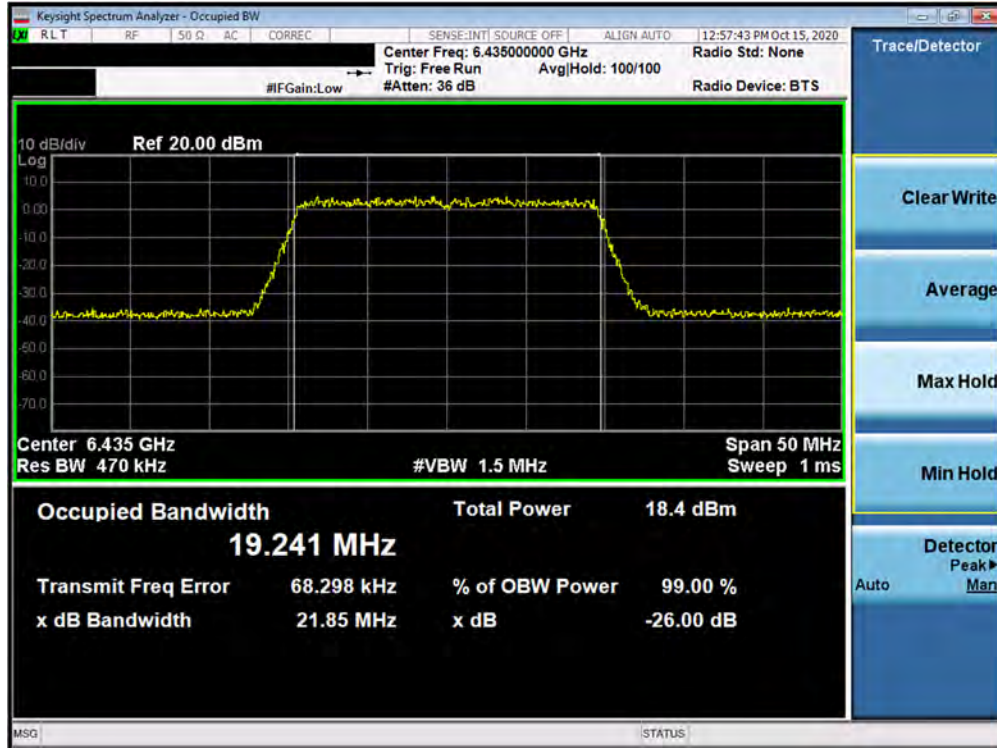 Keysight Spectrum Analyzer - Occupied BW
LXI RLT RF 50 Ω AC CORREC SENSE:INT SOURCE OFF ALIGN AUTO 12:57:43 PM Oct 15, 2020
Center Freq: 6.435000000 GHz Radio Std: None
Trig: Free Run Avg|Hold: 100/100
#IFGain:Low #Atten: 36 dB Radio Device: BTS
10 dB/div Ref 20.00 dBm
Log
10.0
0.00
-10.0
-20.0
-30.0
-40.0
-50.0
-60.0
-70.0
Center 6.435 GHz Span 50 MHz
Res BW 470 kHz #VBW 1.5 MHz Sweep 1 ms
Occupied Bandwidth Total Power 18.4 dBm
19.241 MHz
Transmit Freq Error 68.298 kHz % of OBW Power 99.00 %
x dB Bandwidth 21.85 MHz x dB -26.00 dB
MSG STATUS
Trace/Detector
Clear Write
Average
Max Hold
Min Hold
Detector
Peak▶
Auto Man